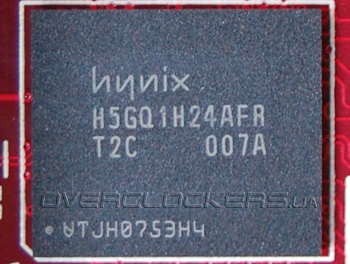 hynix
H5GQ1H24AFR
T2C 007A
OVERCLOCKERS.UA
VTJH0753H4